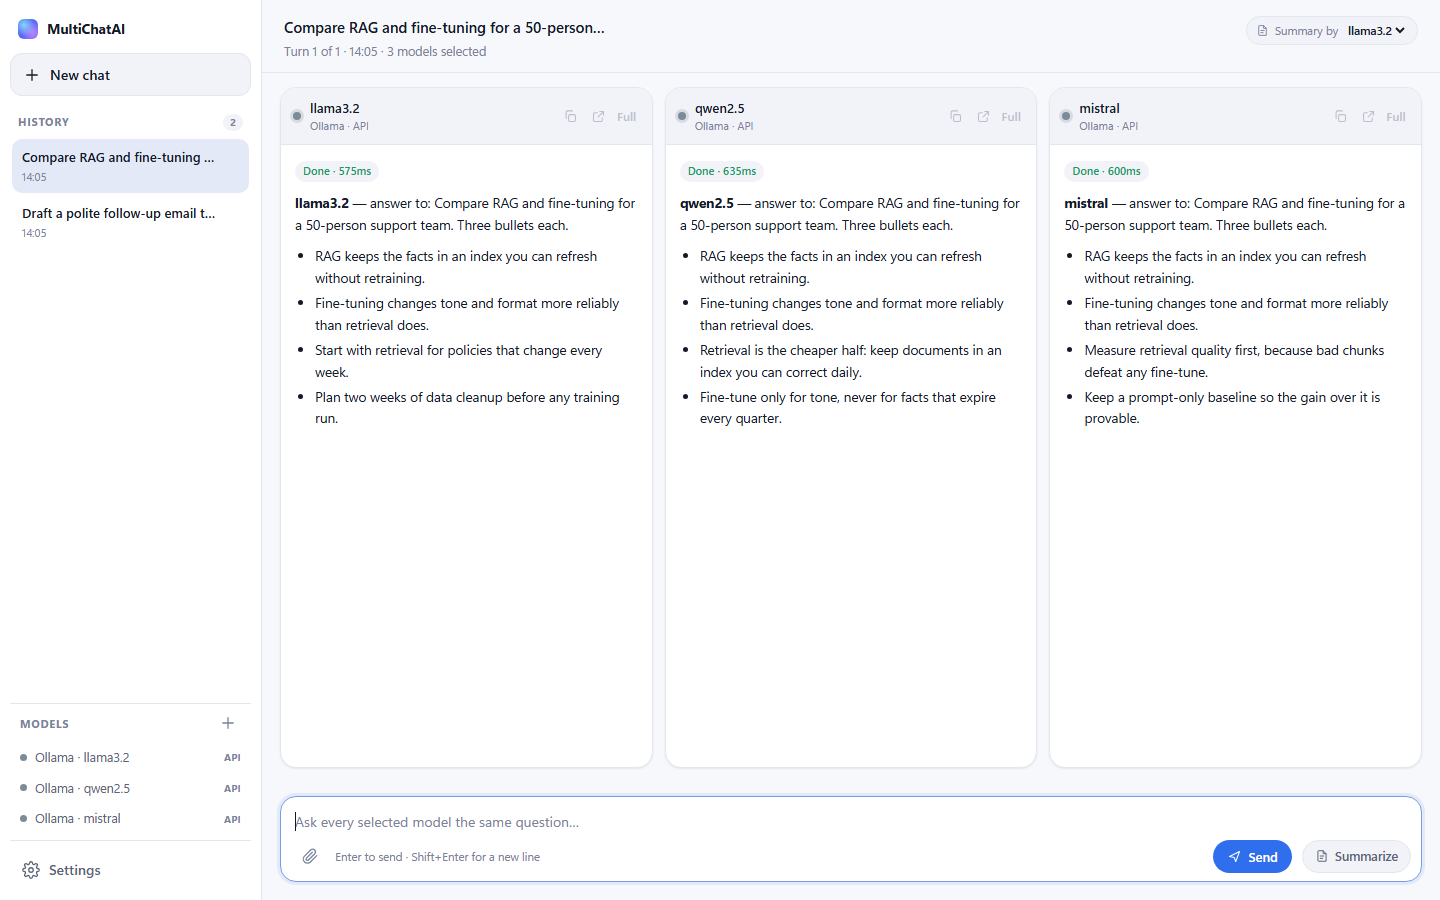 MultiChatAI
New chat
HISTORY
2
Compare RAG and fine-tuning ...
14:05
Draft a polite follow-up email t...
14:05
MODELS
Ollama · llama3.2
API
Ollama · qwen2.5
API
Ollama · mistral
API
Settings
Compare RAG and fine-tuning for a 50-person...
Turn 1 of 1 · 14:05 · 3 models selected
Summary by llama3.2
llama3.2
Ollama · API
Full
Done · 575ms
llama3.2 — answer to: Compare RAG and fine-tuning for
a 50-person support team. Three bullets each.
• RAG keeps the facts in an index you can refresh
without retraining.
• Fine-tuning changes tone and format more reliably
than retrieval does.
• Start with retrieval for policies that change every
week.
• Plan two weeks of data cleanup before any training
run.
qwen2.5
Ollama · API
Full
Done · 635ms
qwen2.5 — answer to: Compare RAG and fine-tuning for
a 50-person support team. Three bullets each.
• RAG keeps the facts in an index you can refresh
without retraining.
• Fine-tuning changes tone and format more reliably
than retrieval does.
• Retrieval is the cheaper half: keep documents in an
index you can correct daily.
• Fine-tune only for tone, never for facts that expire
every quarter.
mistral
Ollama · API
Full
Done · 600ms
mistral — answer to: Compare RAG and fine-tuning for a
50-person support team. Three bullets each.
• RAG keeps the facts in an index you can refresh
without retraining.
• Fine-tuning changes tone and format more reliably
than retrieval does.
• Measure retrieval quality first, because bad chunks
defeat any fine-tune.
• Keep a prompt-only baseline so the gain over it is
provable.
Ask every selected model the same question...
Enter to send · Shift+Enter for a new line
Send
Summarize